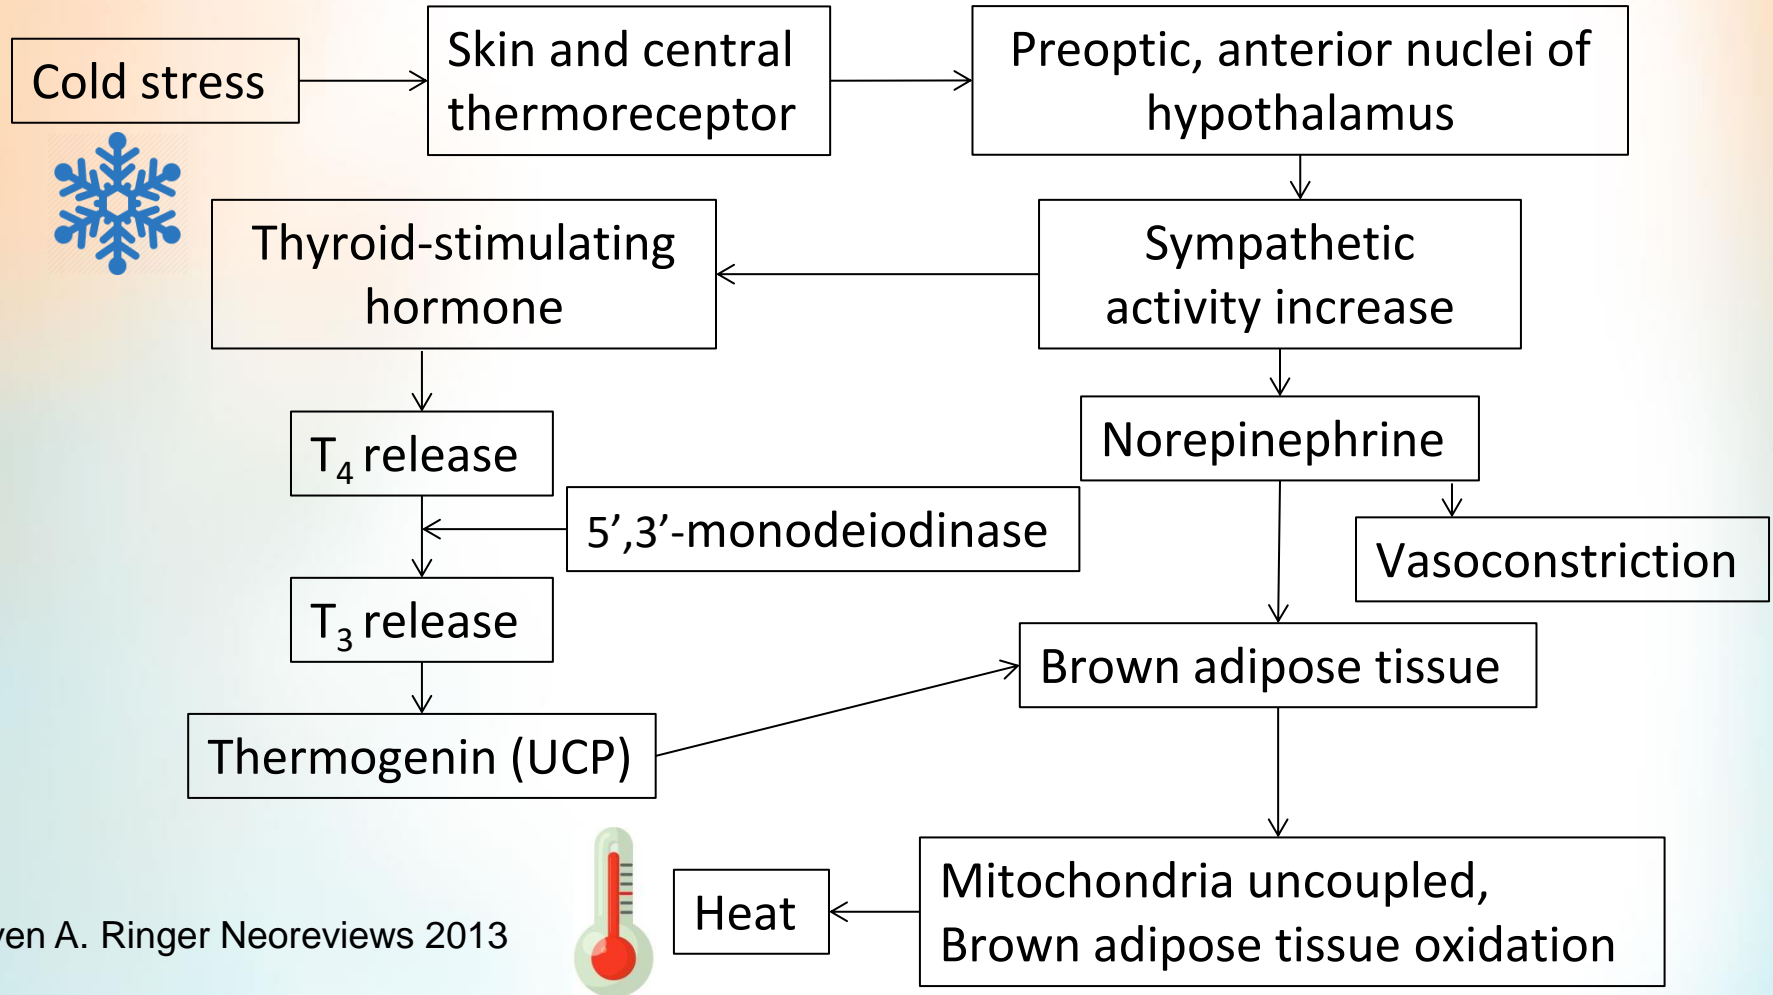 Cold stress
Skin and central
thermoreceptor
Preoptic, anterior nuclei of
hypothalamus
Thyroid-stimulating
hormone
Sympathetic
activity increase
T₄ release
Norepinephrine
5’,3’-monodeiodinase
Vasoconstriction
T₃ release
Brown adipose tissue
Thermogenin (UCP)
Mitochondria uncoupled,
Brown adipose tissue oxidation
Heat
ven A. Ringer Neoreviews 2013